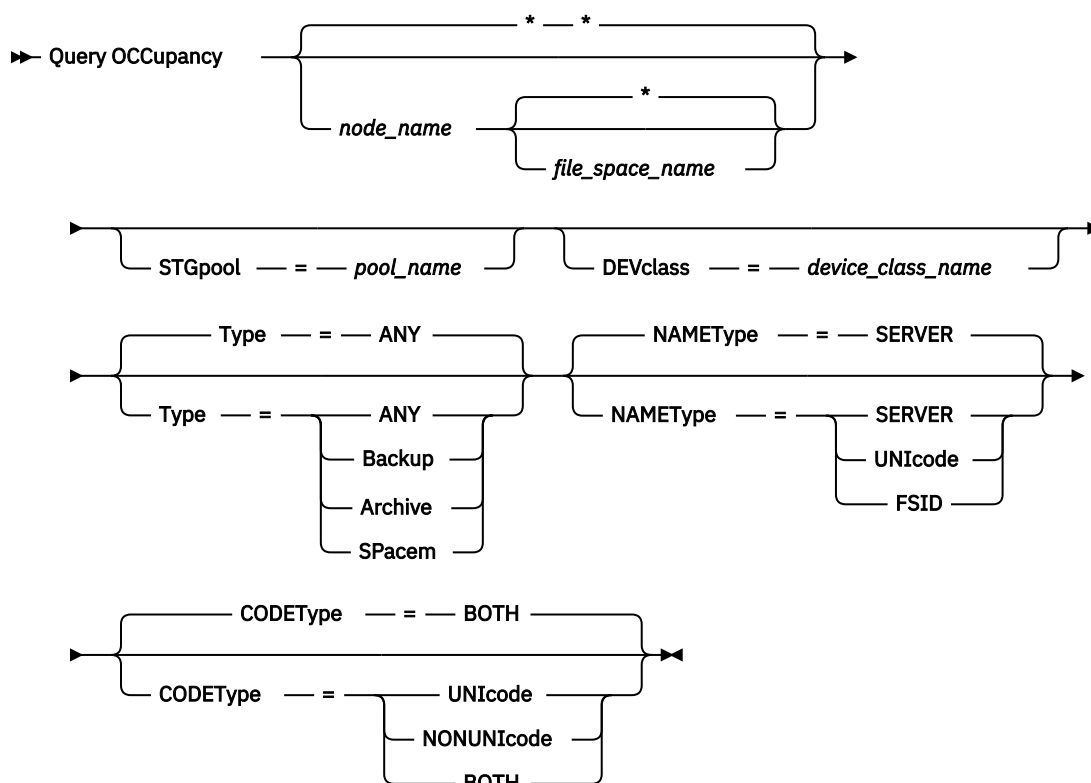 * *
Query OCCupancy
*
node_name
file_space_name
STGpool = pool_name DEVclass = device_class_name
Type = ANY NAMEType = SERVER
Type = ANY NAMEType = SERVER
Backup UNIcode
Archive FSID
SPacem
CODEType = BOTH
CODEType = UNIcode
NONUNIcode
BOTH